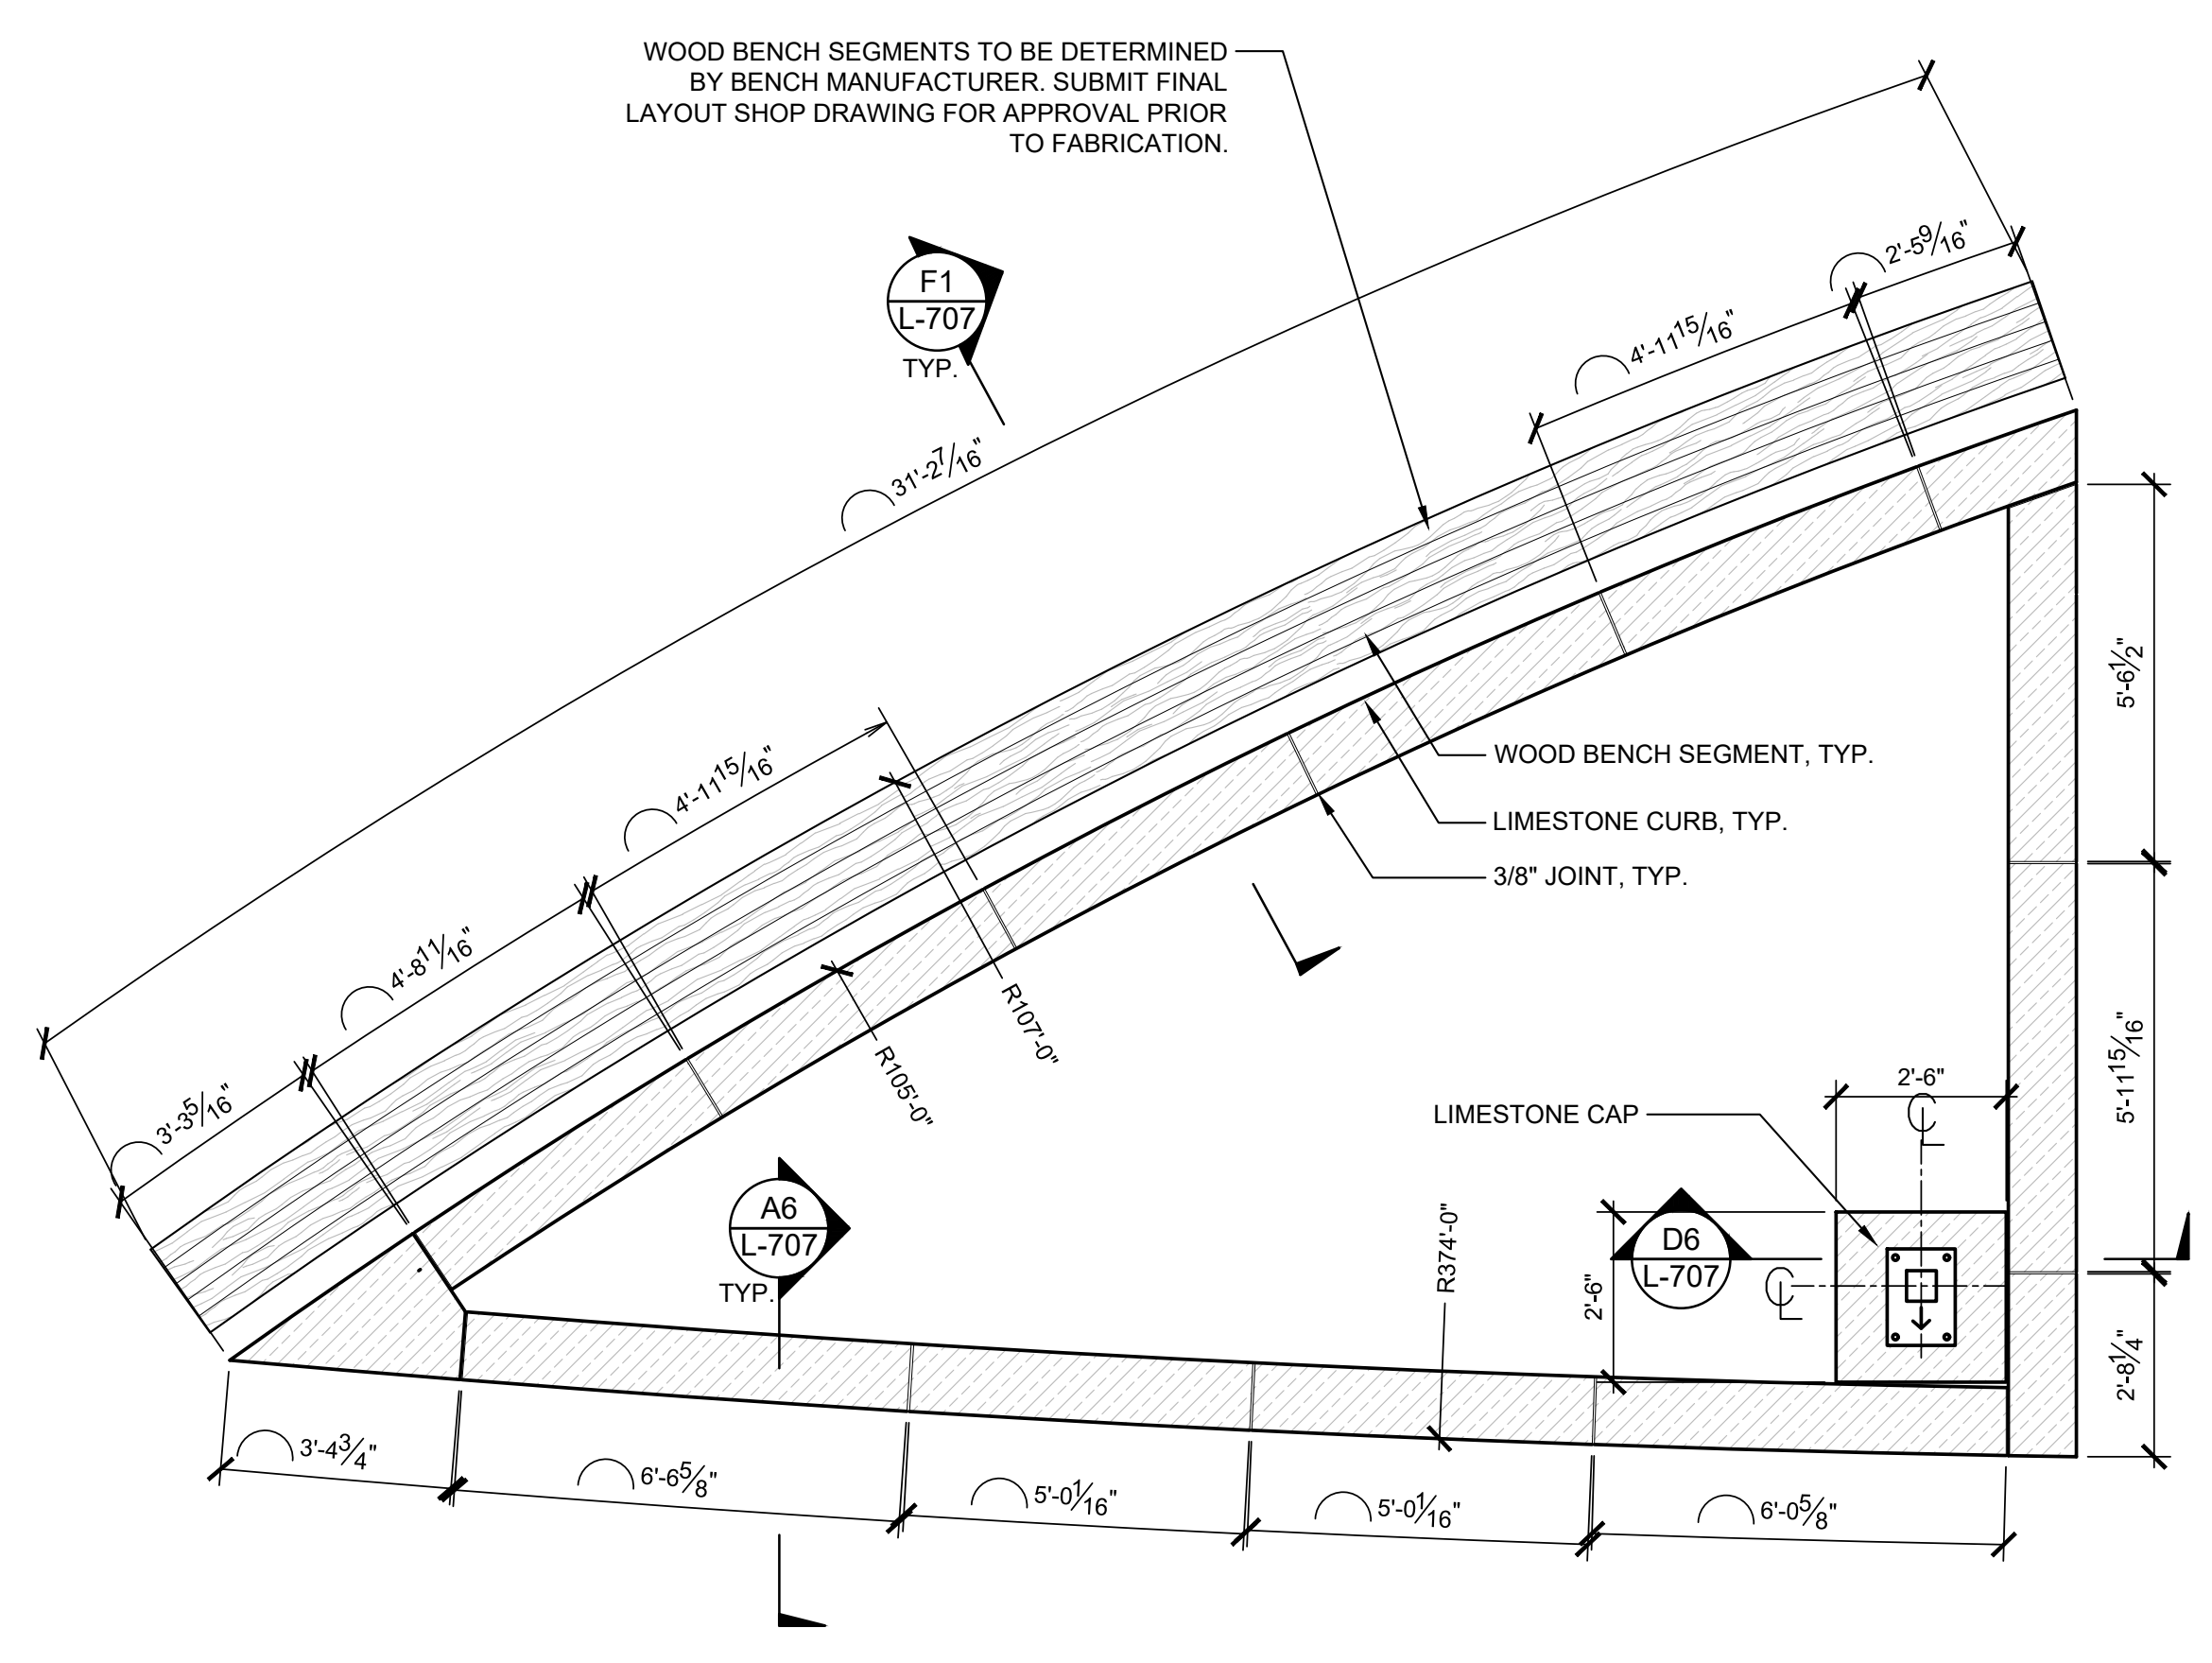 WOOD BENCH SEGMENTS TO BE DETERMINED
BY BENCH MANUFACTURER. SUBMIT FINAL
LAYOUT SHOP DRAWING FOR APPROVAL PRIOR
TO FABRICATION.
F1
L-707
TYP.
2'-5 9/16"
4'-11 15/16"
31'-2 7/16"
5'-6 1/2"
WOOD BENCH SEGMENT, TYP.
4'-11 15/16"
LIMESTONE CURB, TYP.
3/8" JOINT, TYP.
4'-8 11/16"
R107'-0"
R105'-0"
5'-11 15/16"
3'-3 5/16"
2'-6"
CL
LIMESTONE CAP
A6
L-707
TYP.
R374'-0"
D6
L-707
2'-6"
CL
2'-8 1/4"
3'-4 3/4"
6'-6 5/8"
5'-0 1/16"
5'-0 1/16"
6'-0 5/8"